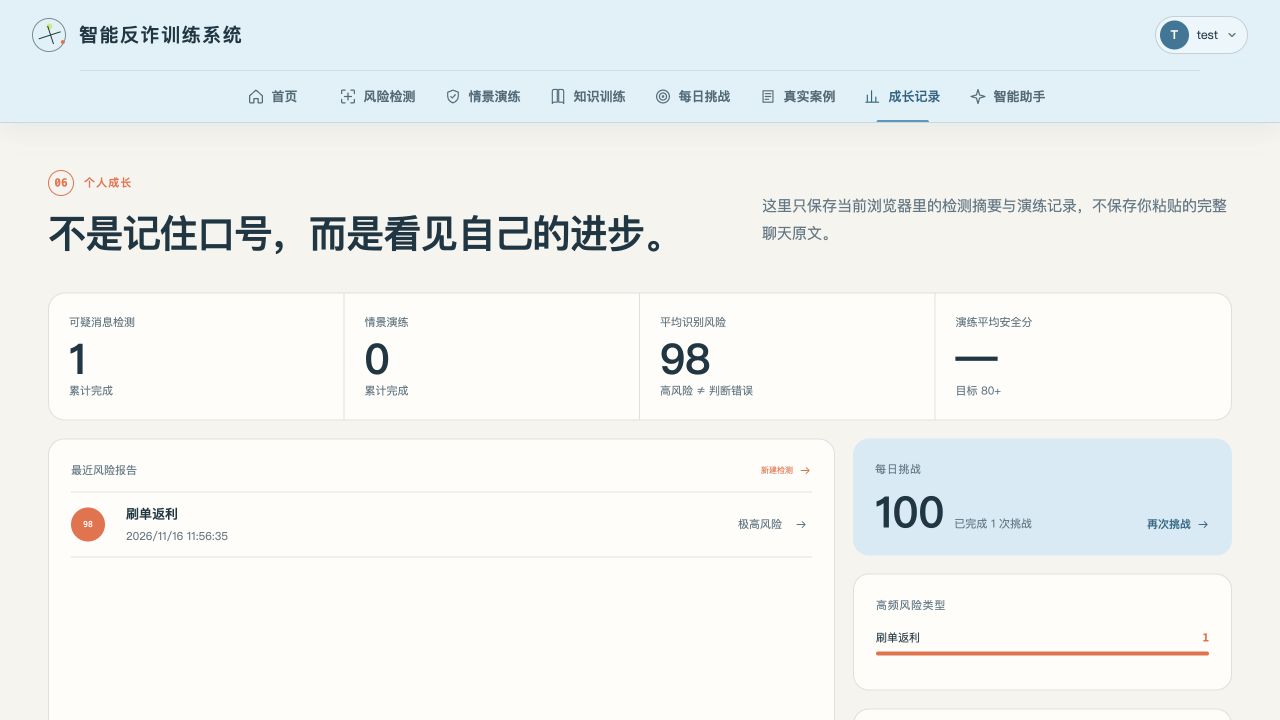 智能反诈训练系统
T test
首页 风险检测 情景演练 知识训练 每日挑战 真实案例 成长记录 智能助手
06 个人成长
不是记住口号，而是看见自己的进步。
这里只保存当前浏览器里的检测摘要与演练记录，不保存你粘贴的完整
聊天原文。
可疑消息检测
1
累计完成
情景演练
0
累计完成
平均识别风险
98
高风险 ≠ 判断错误
演练平均安全分
—
目标 80+
最近风险报告 新建检测 →
98 刷单返利
2026/11/16 11:56:35
极高风险 →
每日挑战
100 已完成 1 次挑战 再次挑战 →
高频风险类型
刷单返利 1